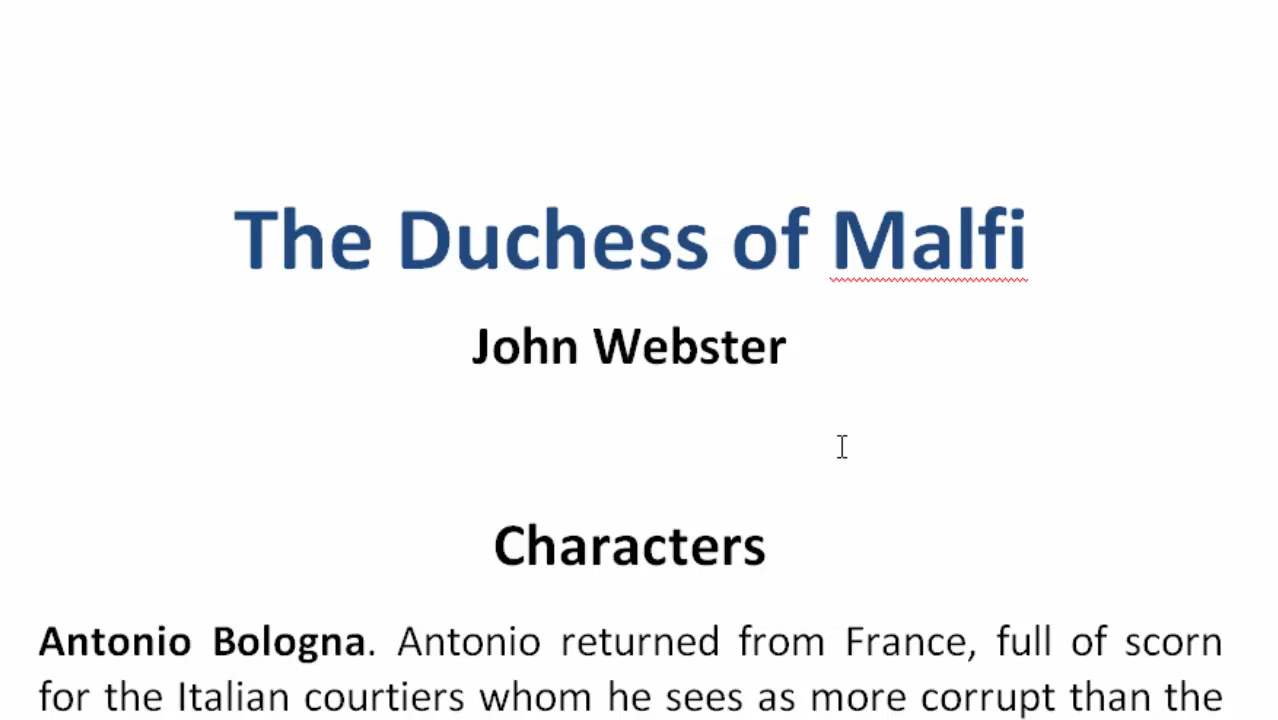 The Duchess of Malfi
John Webster
Characters
Antonio Bologna. Antonio returned from France, full of scorn
for the Italian courtiers whom he sees as more corrupt than the